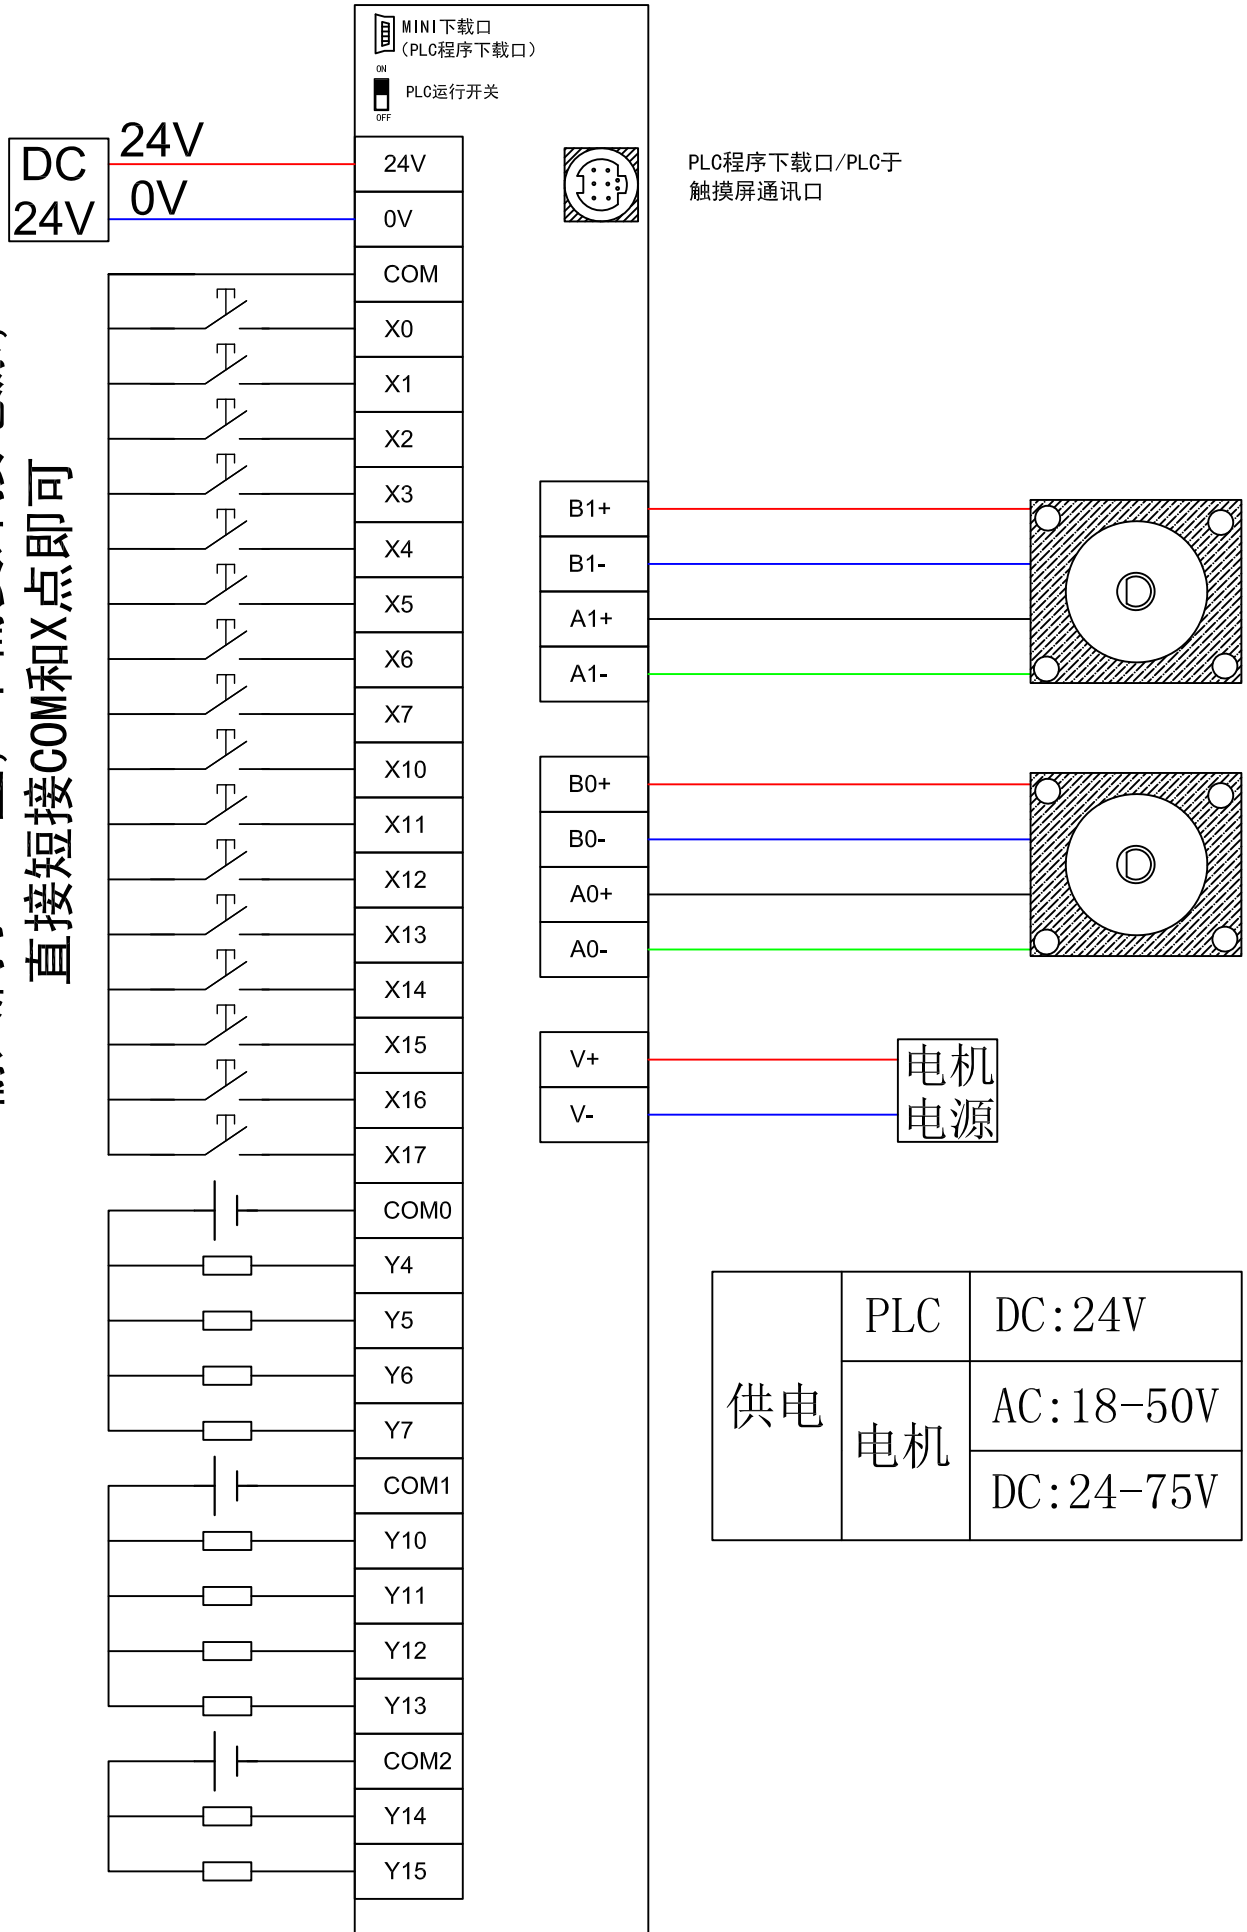 MINI下载口
(PLC程序下载口)
ON
PLC运行开关
OFF
DC
24V
24V
0V
24V
0V
COM
X0
X1
X2
X3
X4
X5
X6
X7
X10
X11
X12
X13
X14
X15
X16
X17
COM0
Y4
Y5
Y6
Y7
COM1
Y10
Y11
Y12
Y13
COM2
Y14
Y15
直接短接COM和X点即可
PLC程序下载口/PLC于
触摸屏通讯口
B1+
B1-
A1+
A1-
B0+
B0-
A0+
A0-
V+
V-
电机
电源
供电
PLC
DC:24V
电机
AC:18-50V
DC:24-75V